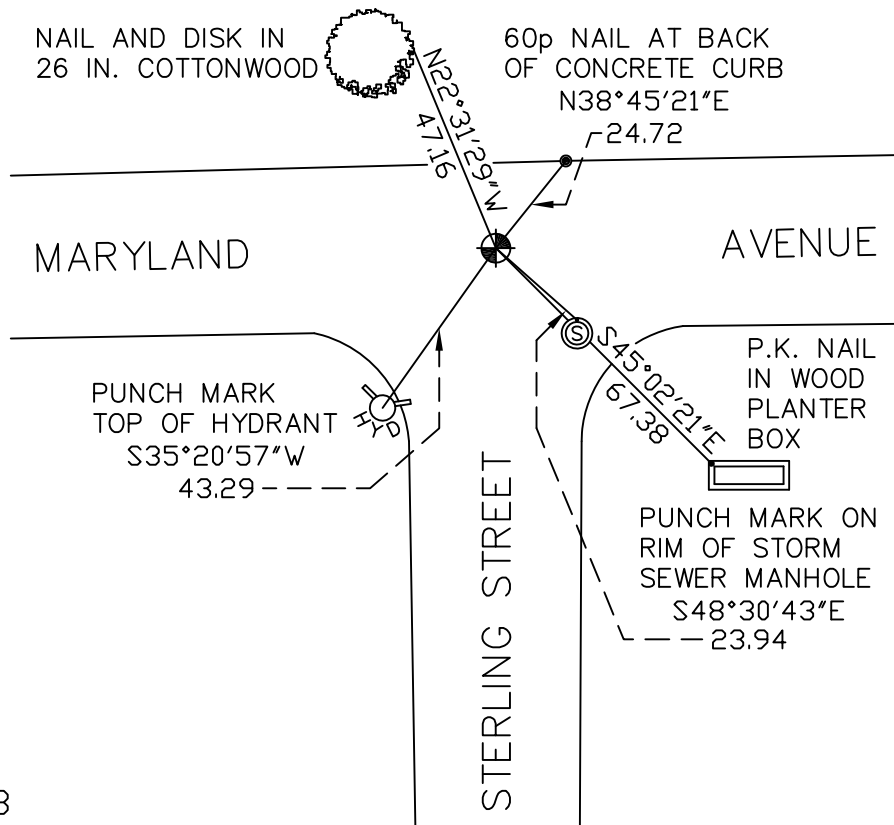 NAIL AND DISK IN
26 IN. COTTONWOOD
N22°31'29"W
47.16
60p NAIL AT BACK
OF CONCRETE CURB
N38°45'21"E
24.72
MARYLAND
AVENUE
S
S45°02'21"E
67.38
P.K. NAIL
IN WOOD
PLANTER
BOX
PUNCH MARK
TOP OF HYDRANT
S35°20'57"W
43.29
HYD
STERLING STREET
PUNCH MARK ON
RIM OF STORM
SEWER MANHOLE
S48°30'43"E
23.94